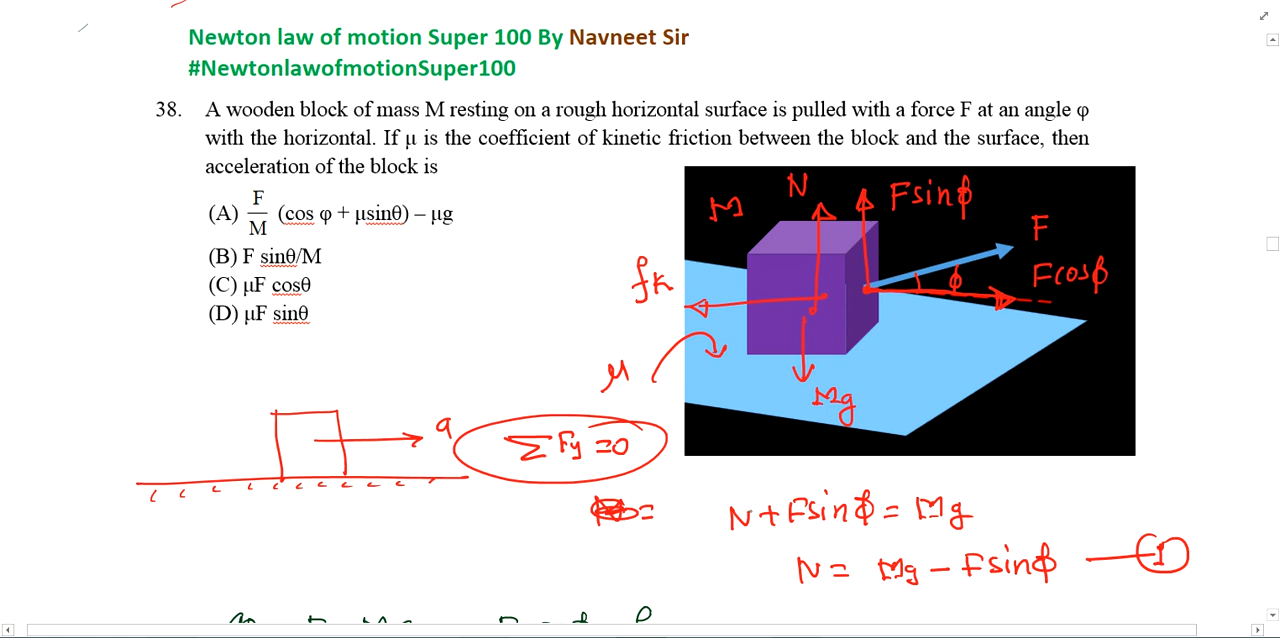 Newton law of motion Super 100 By Navneet Sir
#NewtonlawofmotionSuper100
38. A wooden block of mass M resting on a rough horizontal surface is pulled with a force F at an angle φ
with the horizontal. If μ is the coefficient of kinetic friction between the block and the surface, then
acceleration of the block is
(A) F/M (cos φ + μsinθ) – μg
(B) F sinθ/M
(C) μF cosθ
(D) μF sinθ
M
N
Fsinϕ
F
fk
ϕ
Fcosϕ
μ
Mg
a
ΣFy=0
=
N+Fsinϕ = Mg
N = Mg – Fsinϕ — (1)